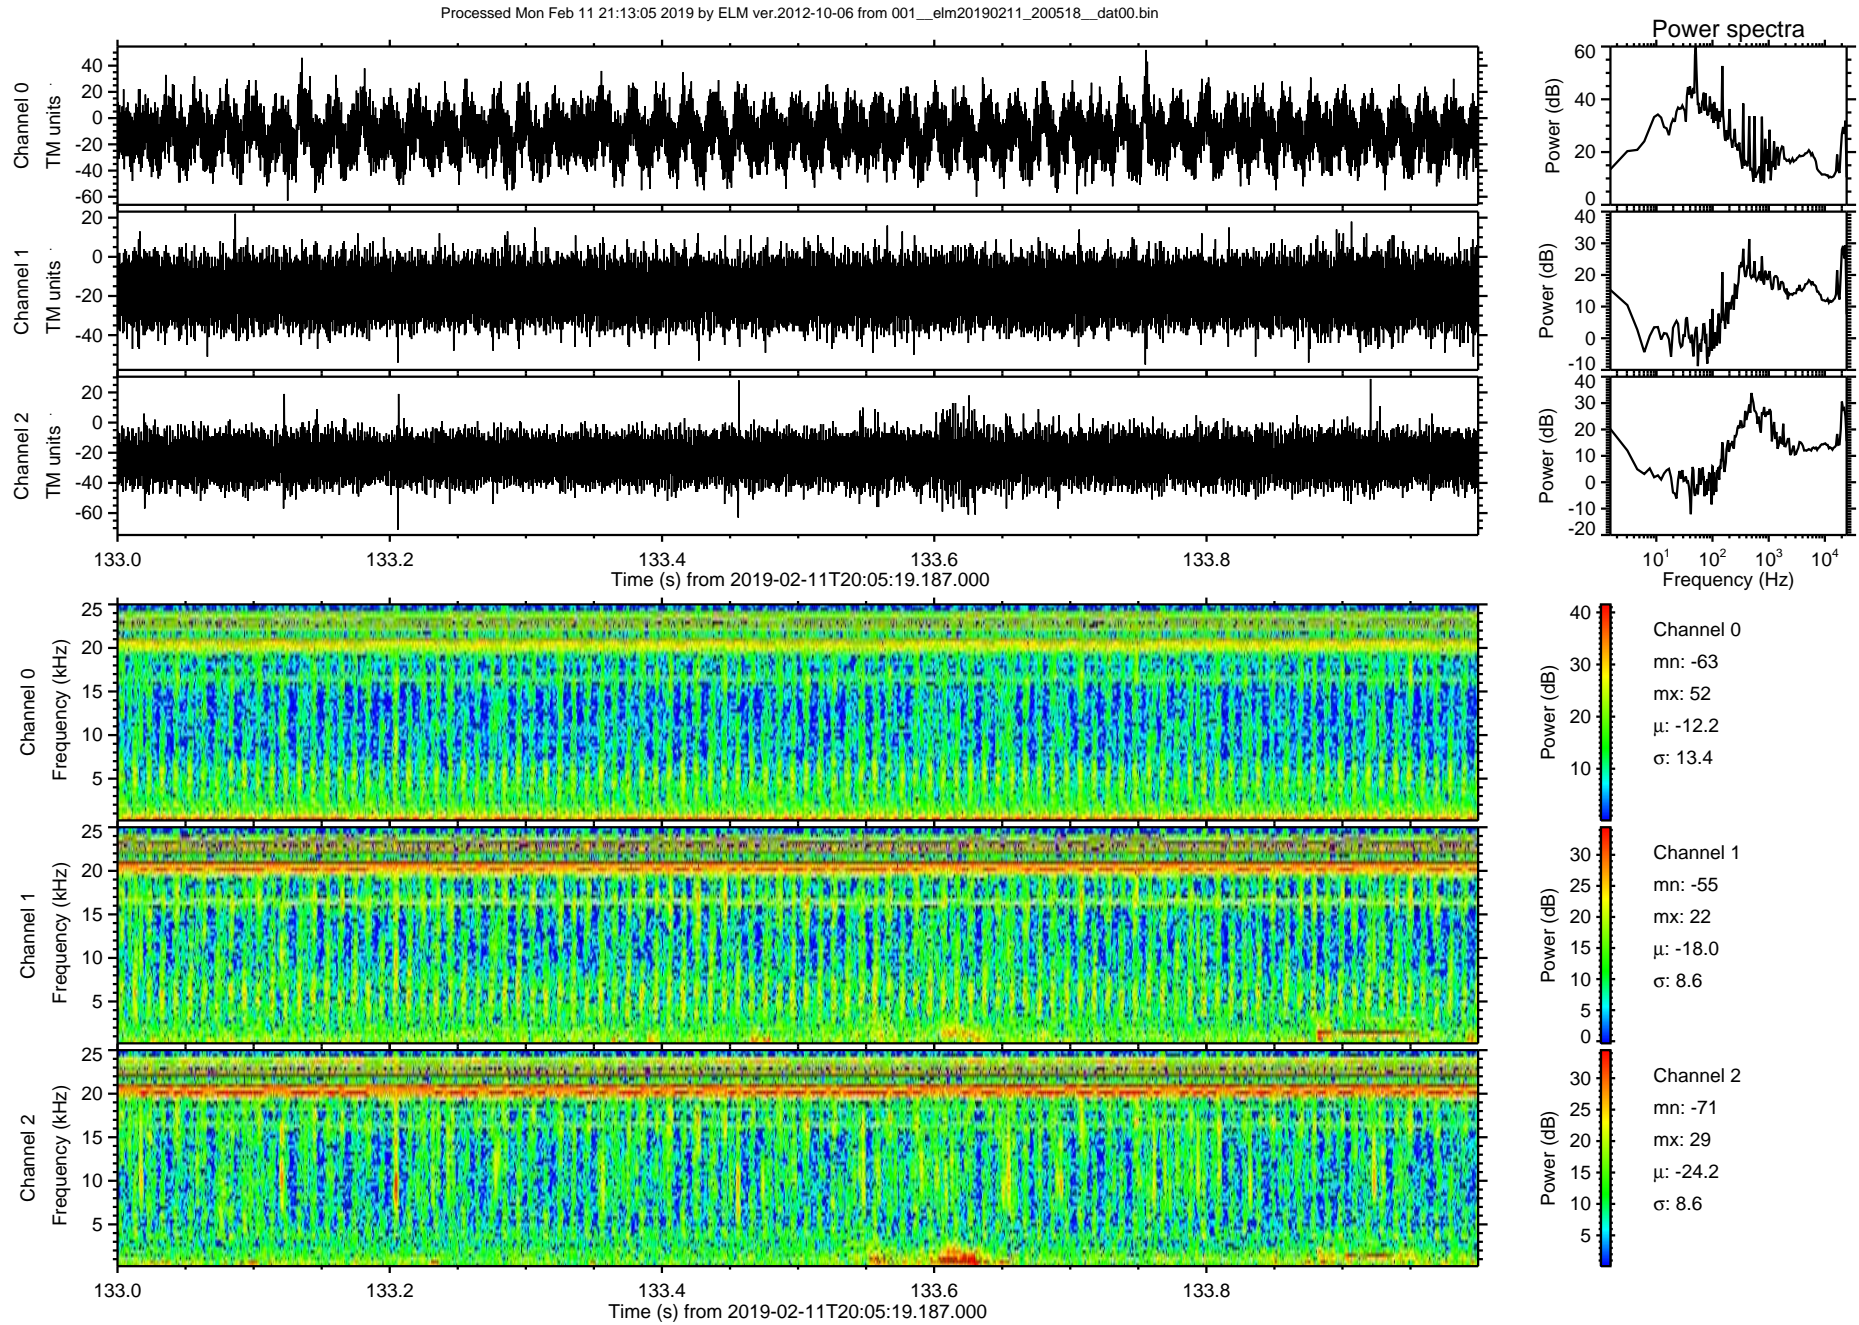 Processed Mon Feb 11 21:13:05 2019 by ELM ver.2012-10-06 from 001__elm20190211_200518__dat00.bin
Power spectra
Channel 0
TM units
40
20
0
-20
-40
-60
Power (dB)
60
40
20
0
Channel 1
TM units
20
0
-20
-40
Power (dB)
40
30
20
10
0
-10
Channel 2
TM units
20
0
-20
-40
-60
Power (dB)
40
30
20
10
0
-10
-20
133.0 133.2 133.4 133.6 133.8
Time (s) from 2019-02-11T20:05:19.187.000
10^1 10^2 10^3 10^4
Frequency (Hz)
Channel 0
Frequency (kHz)
25
20
15
10
5
Power (dB)
40
30
20
10
Channel 0
mn: -63
mx: 52
μ: -12.2
σ: 13.4
Channel 1
Frequency (kHz)
25
20
15
10
5
Power (dB)
30
25
20
15
10
5
0
Channel 1
mn: -55
mx: 22
μ: -18.0
σ: 8.6
Channel 2
Frequency (kHz)
25
20
15
10
5
Power (dB)
30
25
20
15
10
5
Channel 2
mn: -71
mx: 29
μ: -24.2
σ: 8.6
133.0 133.2 133.4 133.6 133.8
Time (s) from 2019-02-11T20:05:19.187.000